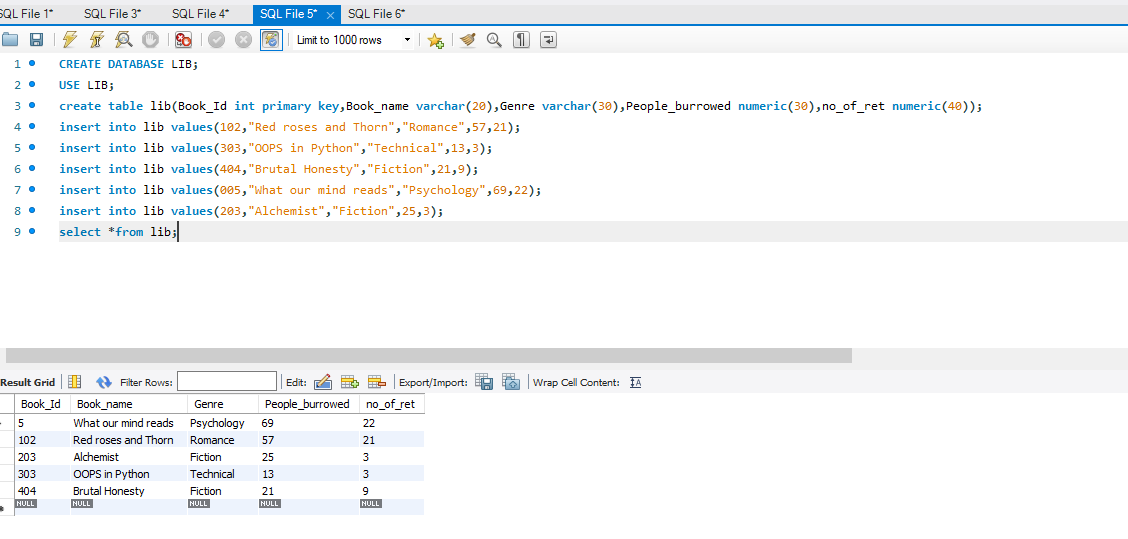 SQL File 1* SQL File 3* SQL File 4* SQL File 5* SQL File 6*
Limit to 1000 rows
1 CREATE DATABASE LIB;
2 USE LIB;
3 create table lib(Book_Id int primary key,Book_name varchar(20),Genre varchar(30),People_burrowed numeric(30),no_of_ret numeric(40));
4 insert into lib values(102,"Red roses and Thorn","Romance",57,21);
5 insert into lib values(303,"OOPS in Python","Technical",13,3);
6 insert into lib values(404,"Brutal Honesty","Fiction",21,9);
7 insert into lib values(005,"What our mind reads","Psychology",69,22);
8 insert into lib values(203,"Alchemist","Fiction",25,3);
9 select *from lib;
Result Grid Filter Rows: Edit: Export/Import: Wrap Cell Content: IA
Book_Id Book_name Genre People_burrowed no_of_ret
5 What our mind reads Psychology 69 22
102 Red roses and Thorn Romance 57 21
203 Alchemist Fiction 25 3
303 OOPS in Python Technical 13 3
404 Brutal Honesty Fiction 21 9
NULL NULL NULL NULL NULL